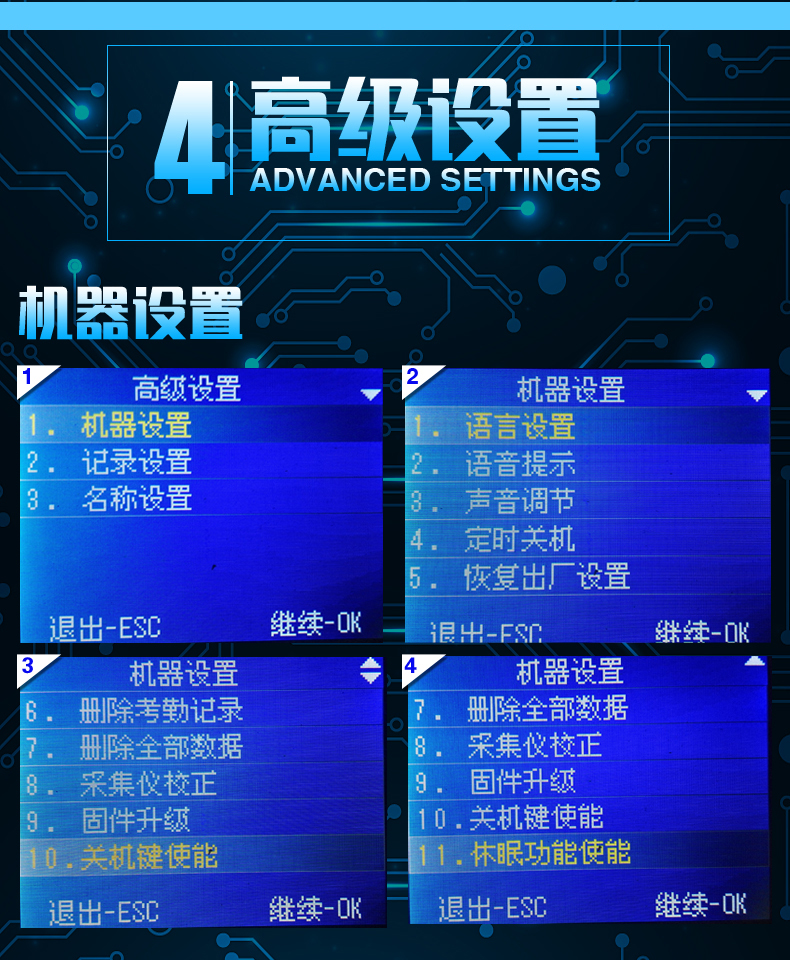 4
高级设置
ADVANCED SETTINGS
机器设置
1
高级设置
1. 机器设置
2. 记录设置
3. 名称设置
退出-ESC 继续-OK
2
机器设置
1. 语言设置
2. 语音提示
3. 声音调节
4. 定时关机
5. 恢复出厂设置
退出-ESC 继续-OK
3
机器设置
6. 删除考勤记录
7. 删除全部数据
8. 采集仪校正
9. 固件升级
10.关机键使能
退出-ESC 继续-OK
4
机器设置
7. 删除全部数据
8. 采集仪校正
9. 固件升级
10.关机键使能
11.休眠功能使能
退出-ESC 继续-OK